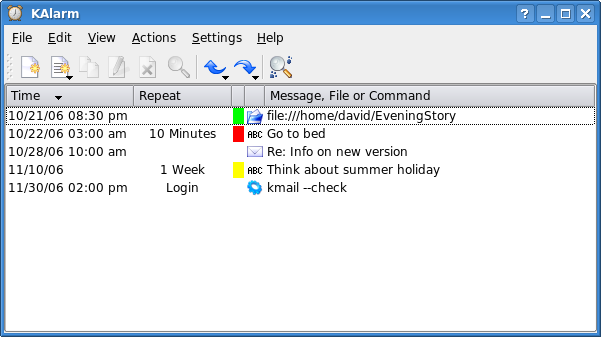 KAlarm
File Edit View Actions Settings Help
Time Repeat Message, File or Command
10/21/06 08:30 pm file:///home/david/EveningStory
10/22/06 03:00 am 10 Minutes ABC Go to bed
10/28/06 10:00 am Re: Info on new version
11/10/06 1 Week ABC Think about summer holiday
11/30/06 02:00 pm Login kmail --check